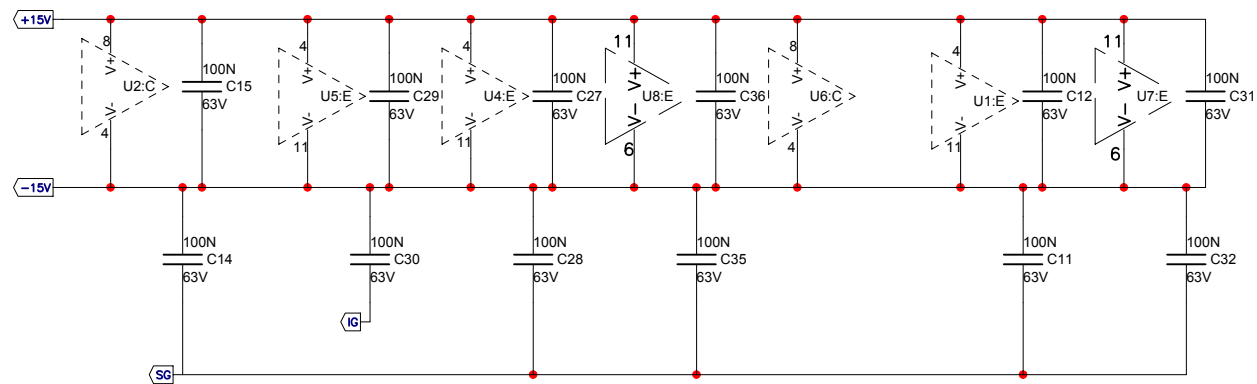 +15V
8
V+
U2:C
V-
4
100N
C15
63V
4
V+
U5:E
V-
11
100N
C29
63V
4
V+
U4:E
V-
11
100N
C27
63V
11
V+
U8:E
V-
6
100N
C36
63V
8
V+
U6:C
V-
4
4
V+
U1:E
V-
11
100N
C12
63V
11
V+
U7:E
V-
6
100N
C31
63V
-15V
100N
C14
63V
100N
C30
63V
100N
C28
63V
100N
C35
63V
100N
C11
63V
100N
C32
63V
IG
SG